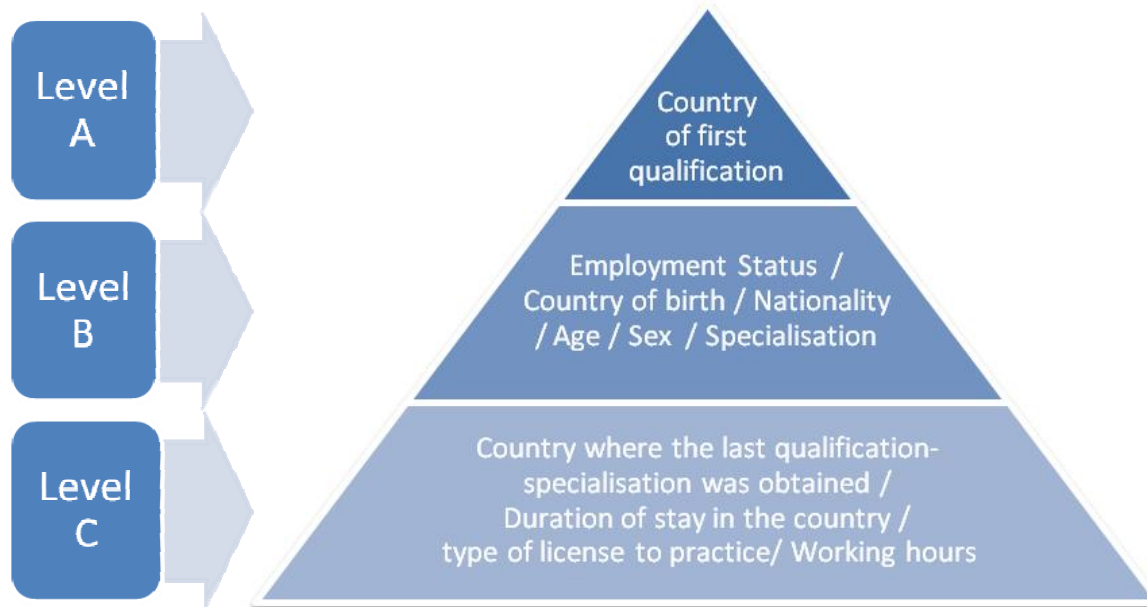 Level
A
Country
of first
qualification
Level
B
Employment Status /
Country of birth / Nationality
/ Age / Sex / Specialisation
Level
C
Country where the last qualification-
specialisation was obtained /
Duration of stay in the country /
type of license to practice/ Working hours